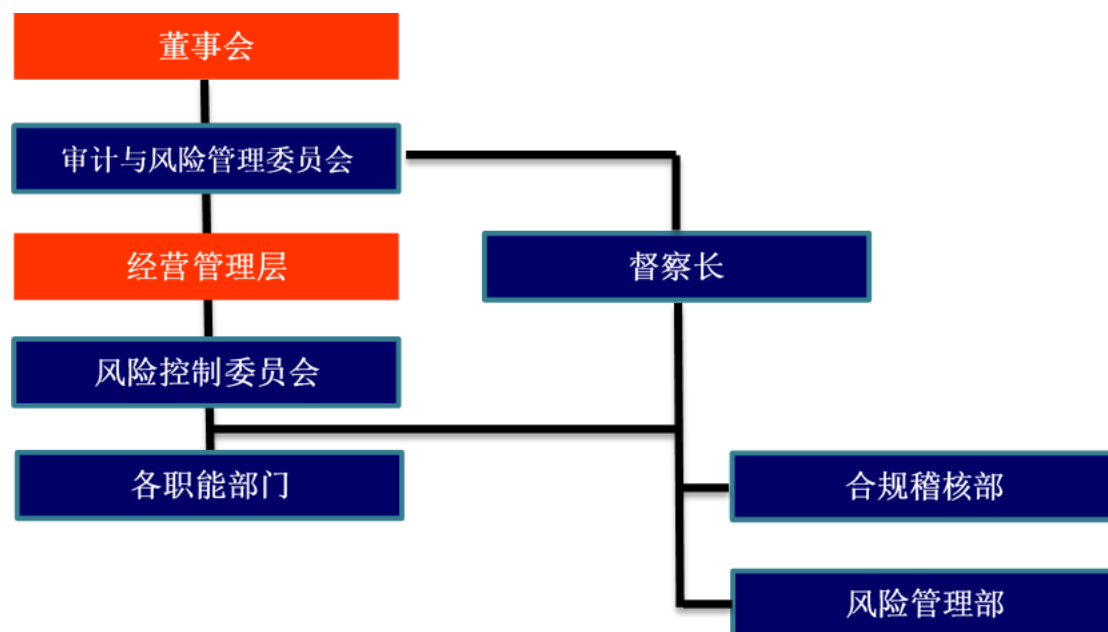 董事会
审计与风险管理委员会
经营管理层
督察长
风险控制委员会
各职能部门
合规稽核部
风险管理部